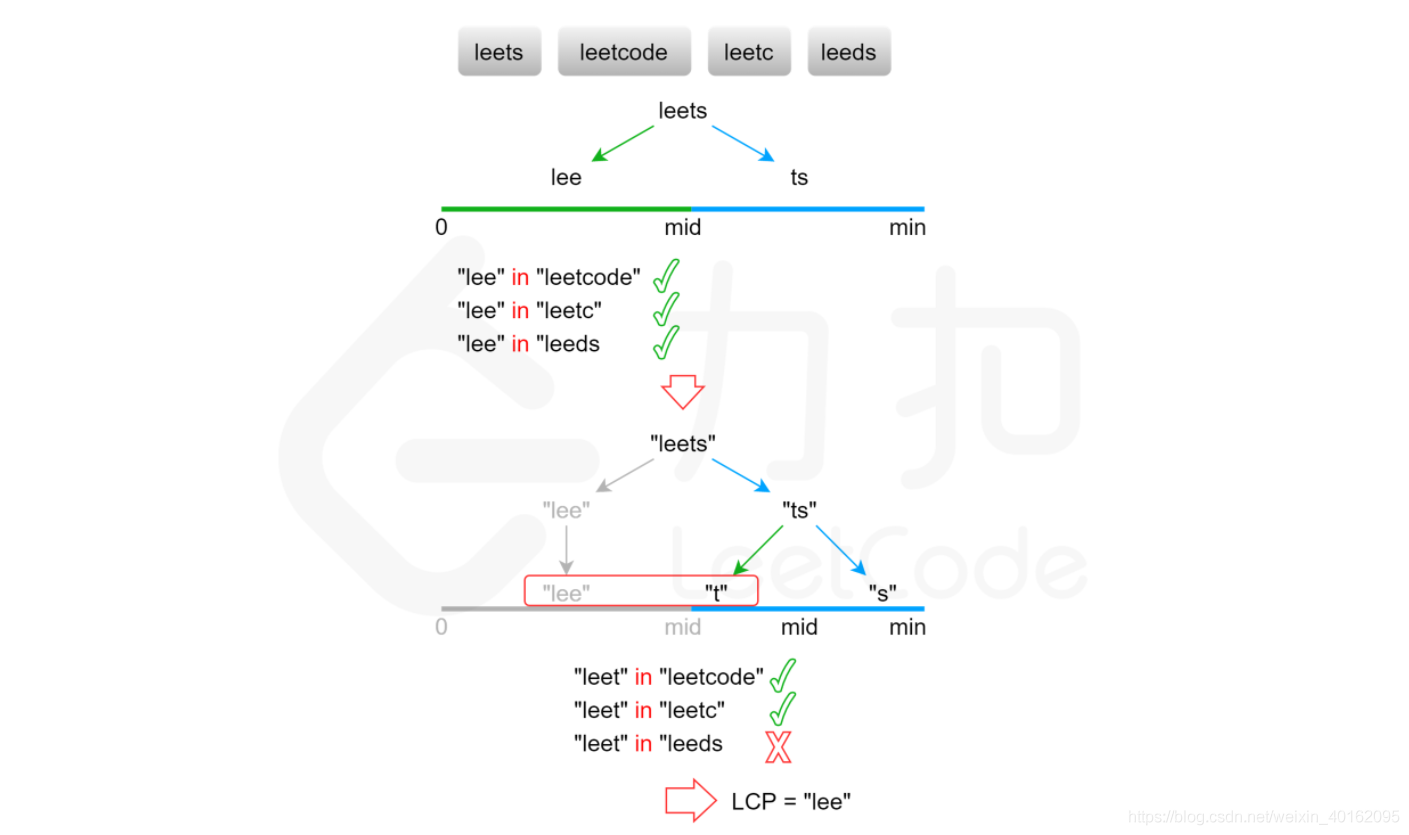 leets leetcode leetc leeds
leets
lee ts
0 mid min
"lee" in "leetcode"
"lee" in "leetc"
"lee" in "leeds
"leets"
"lee" "ts"
"lee" "t" "s"
0 mid mid min
"leet" in "leetcode"
"leet" in "leetc"
"leet" in "leeds
X
LCP = "lee"
力扣
LeetCode
https://blog.csdn.net/weixin_40162095